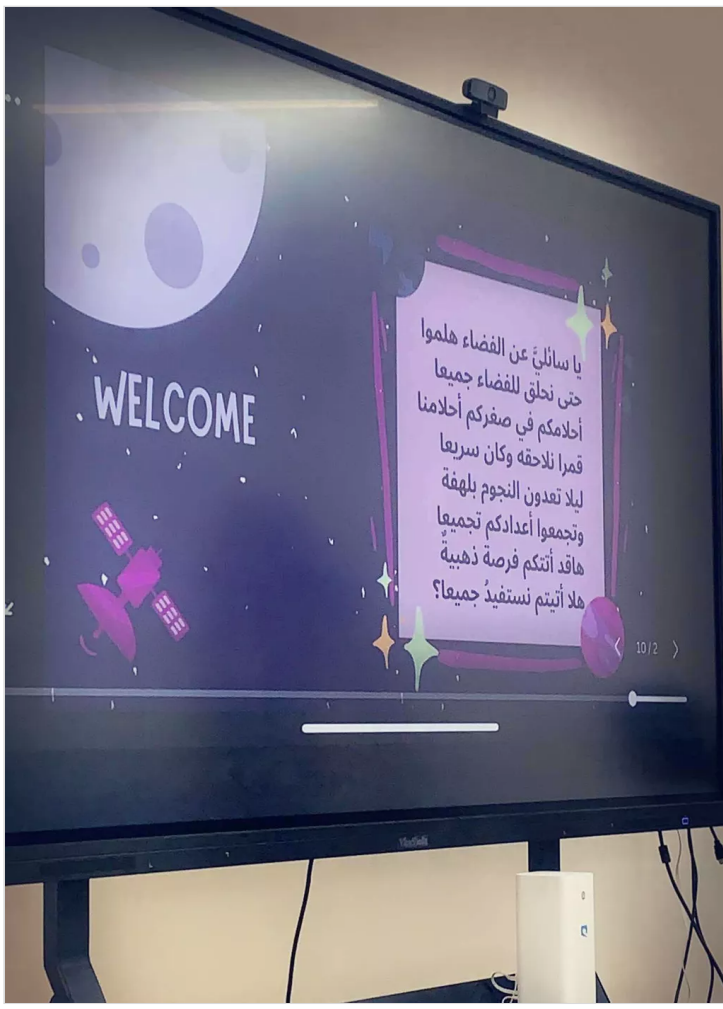 WELCOME
يا سائليَّ عن الفضاء هلموا
حتى نحلق للفضاء جميعا
أحلامكم في صغركم أحلامنا
قمرا نلاحقه وكان سريعا
ليلا تعدون النجوم بلهفة
وتجمعوا أعدادكم تجميعا
هاقد أتتكم فرصة ذهبيةٌ
هلا أتيتم نستفيدُ جميعا؟
10/2
ViewSonic